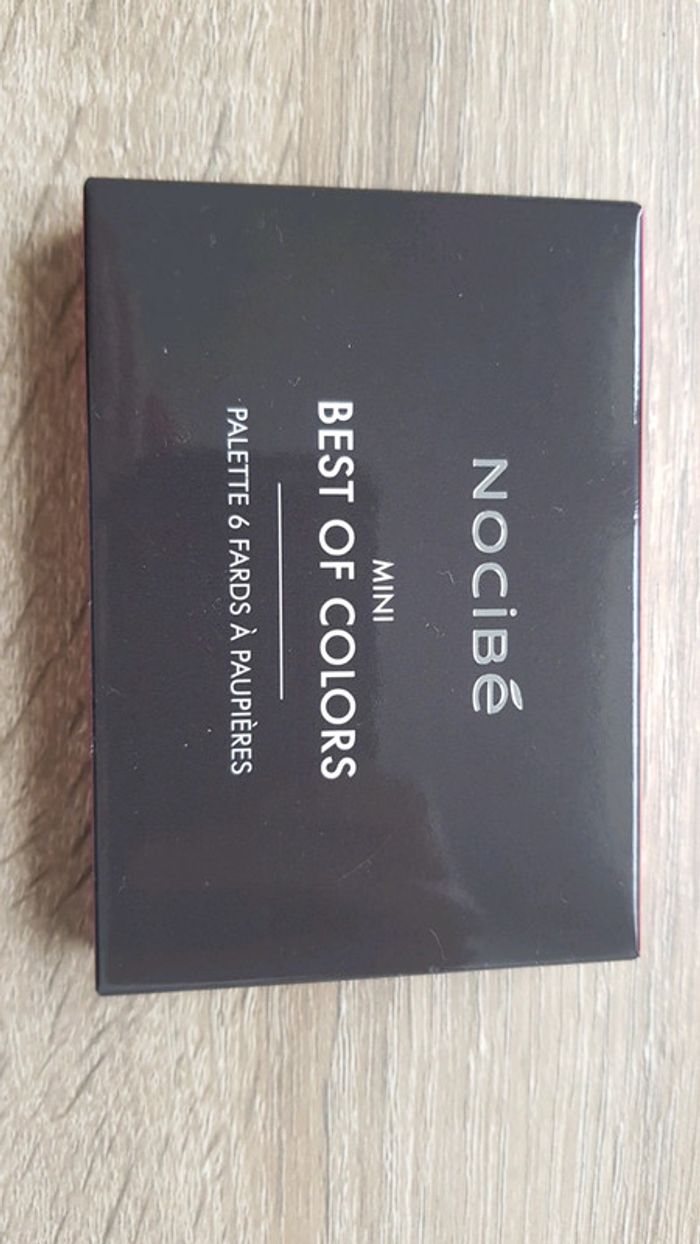 NOCIBÉ
MINI
BEST OF COLORS
PALETTE 6 FARDS À PAUPIÈRES